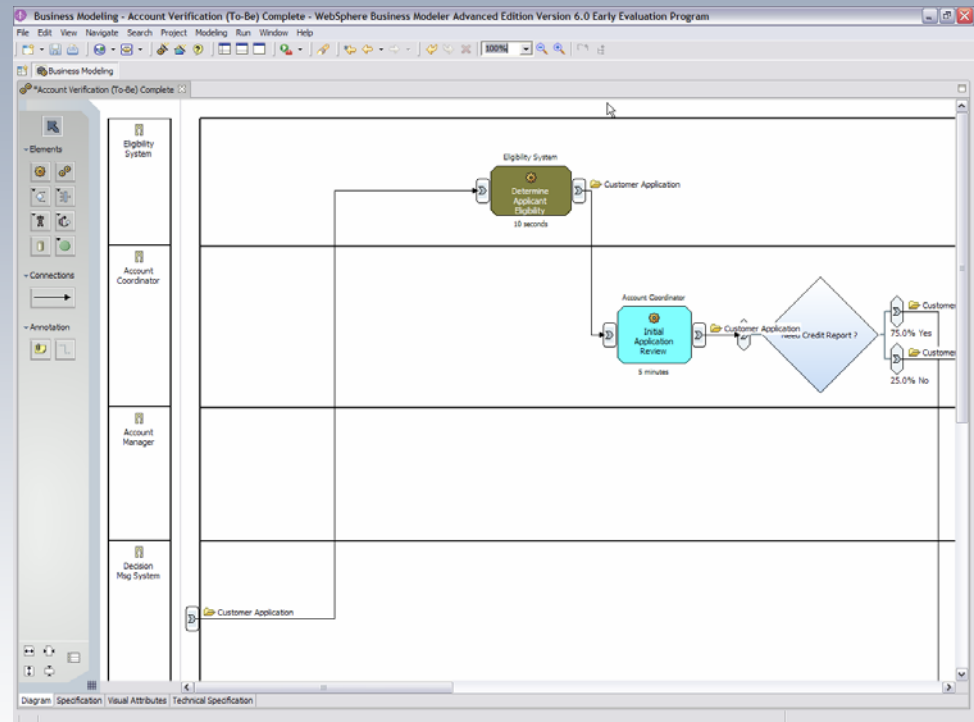 Business Modeling - Account Verification (To-Be) Complete - WebSphere Business Modeler Advanced Edition Version 6.0 Early Evaluation Program
File Edit View Navigate Search Project Modeling Run Window Help
100%
Business Modeling
*Account Verification (To-Be) Complete
Elements
Connections
Annotation
Eligibility
System
Eligibility System
Determine
Applicant
Eligibility
10 seconds
Customer Application
Account
Coordinator
Account Coordinator
Initial
Application
Review
5 minutes
Customer Application
Need Credit Report ?
Customer
75.0% Yes
Customer
25.0% No
Account
Manager
Decision
Msg System
Customer Application
Diagram Specification Visual Attributes Technical Specification